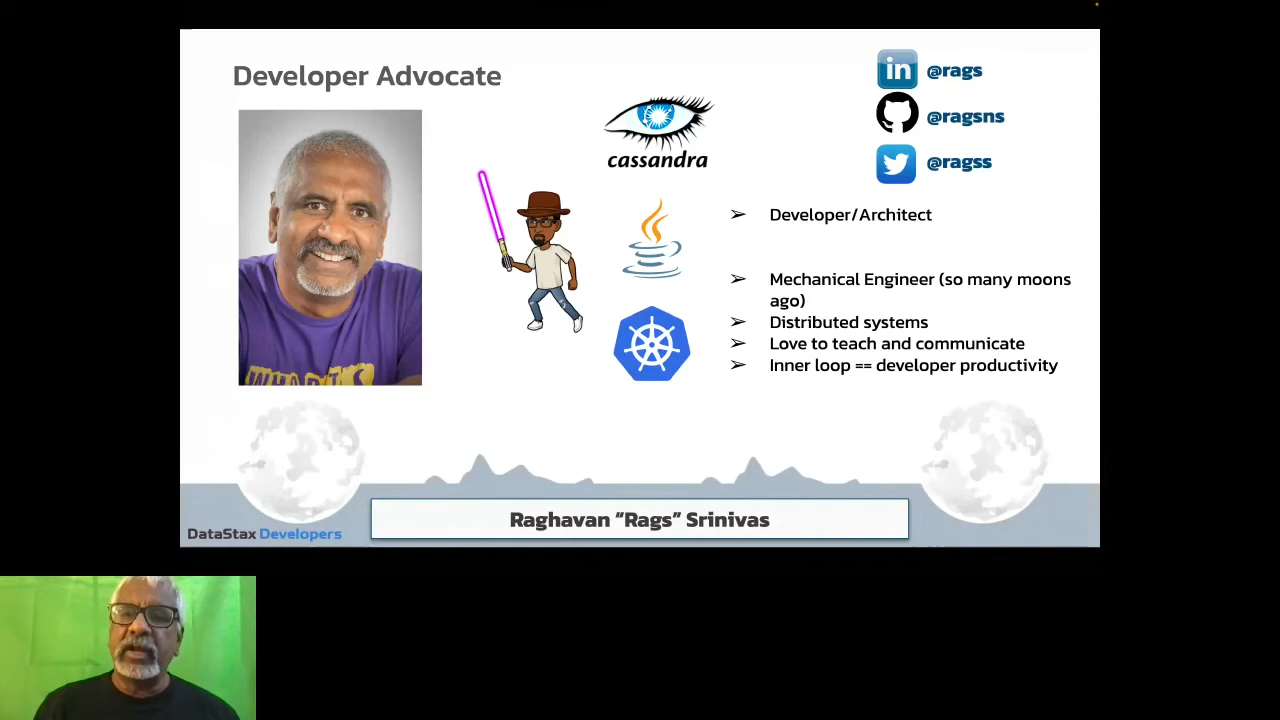 Developer Advocate
in @rags
@ragsns
@ragss
cassandra
➢ Developer/Architect
➢ Mechanical Engineer (so many moons
ago)
➢ Distributed systems
➢ Love to teach and communicate
➢ Inner loop == developer productivity
Raghavan “Rags” Srinivas
DataStax Developers